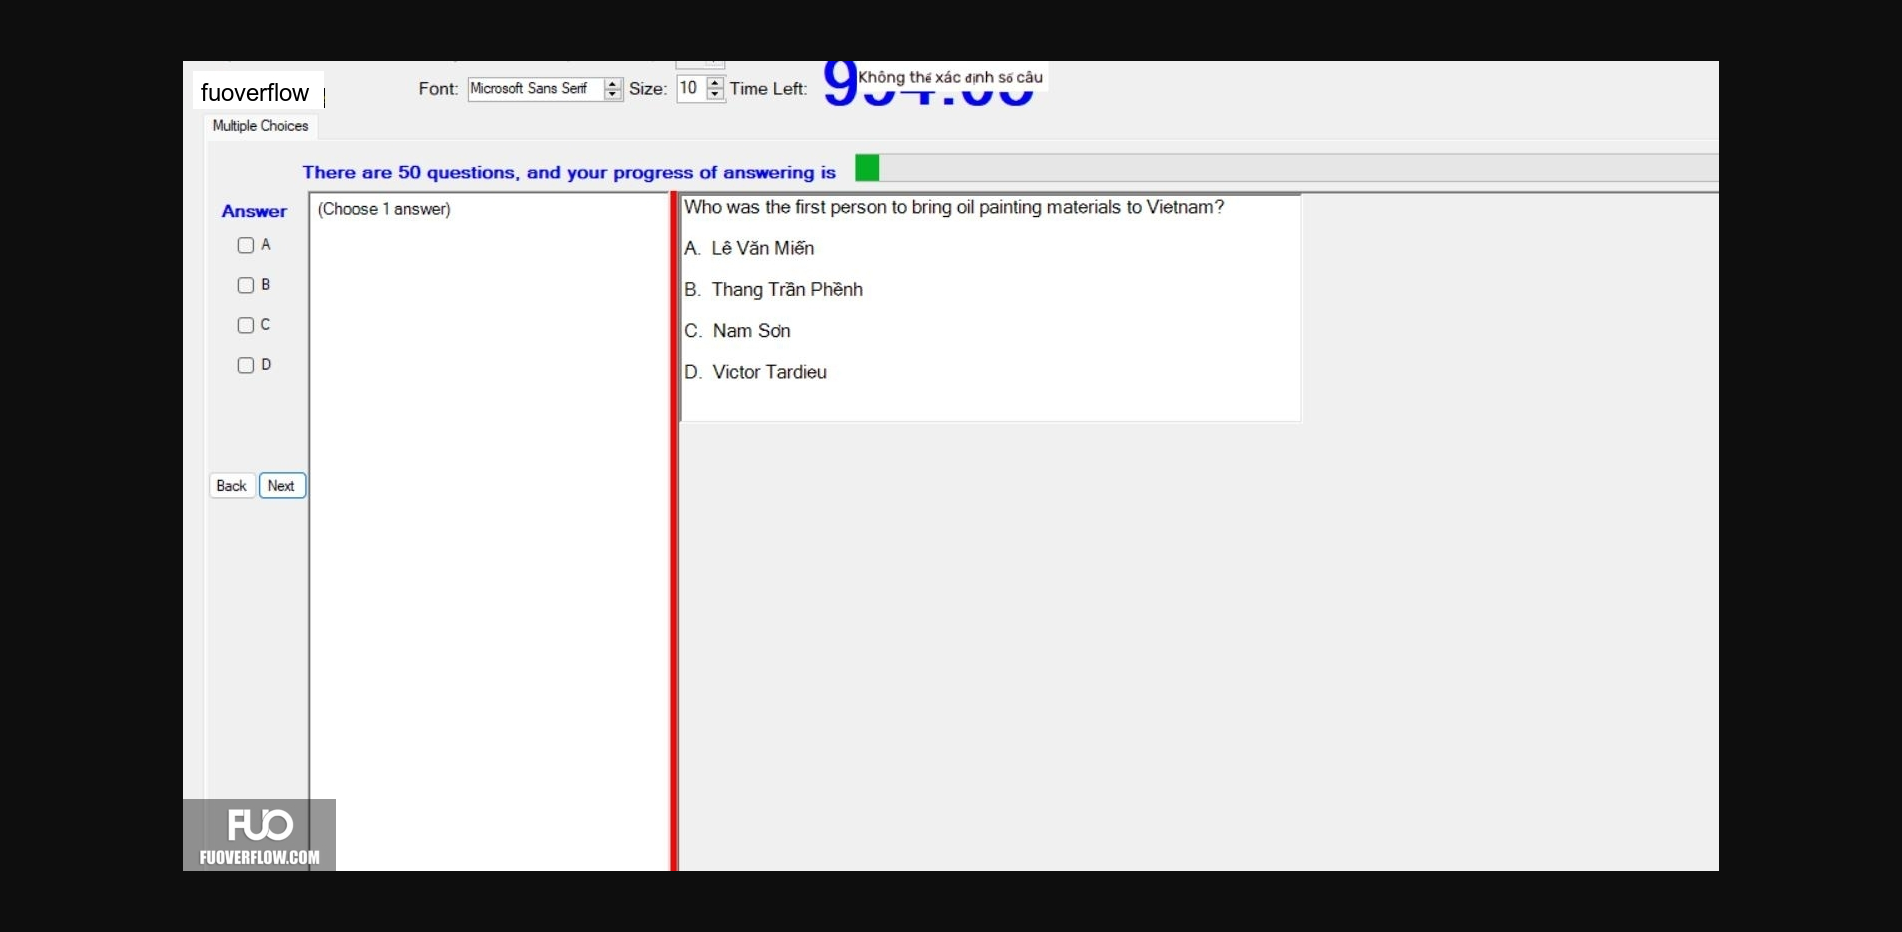 fuoverflow
Font: Microsoft Sans Serif Size: 10 Time Left:
Không thể xác định số câu
Multiple Choices
There are 50 questions, and your progress of answering is
Answer
(Choose 1 answer)
A
B
C
D
Back Next
Who was the first person to bring oil painting materials to Vietnam?
A. Lê Văn Miến
B. Thang Trần Phềnh
C. Nam Sơn
D. Victor Tardieu
FUO
FUOVERFLOW.COM